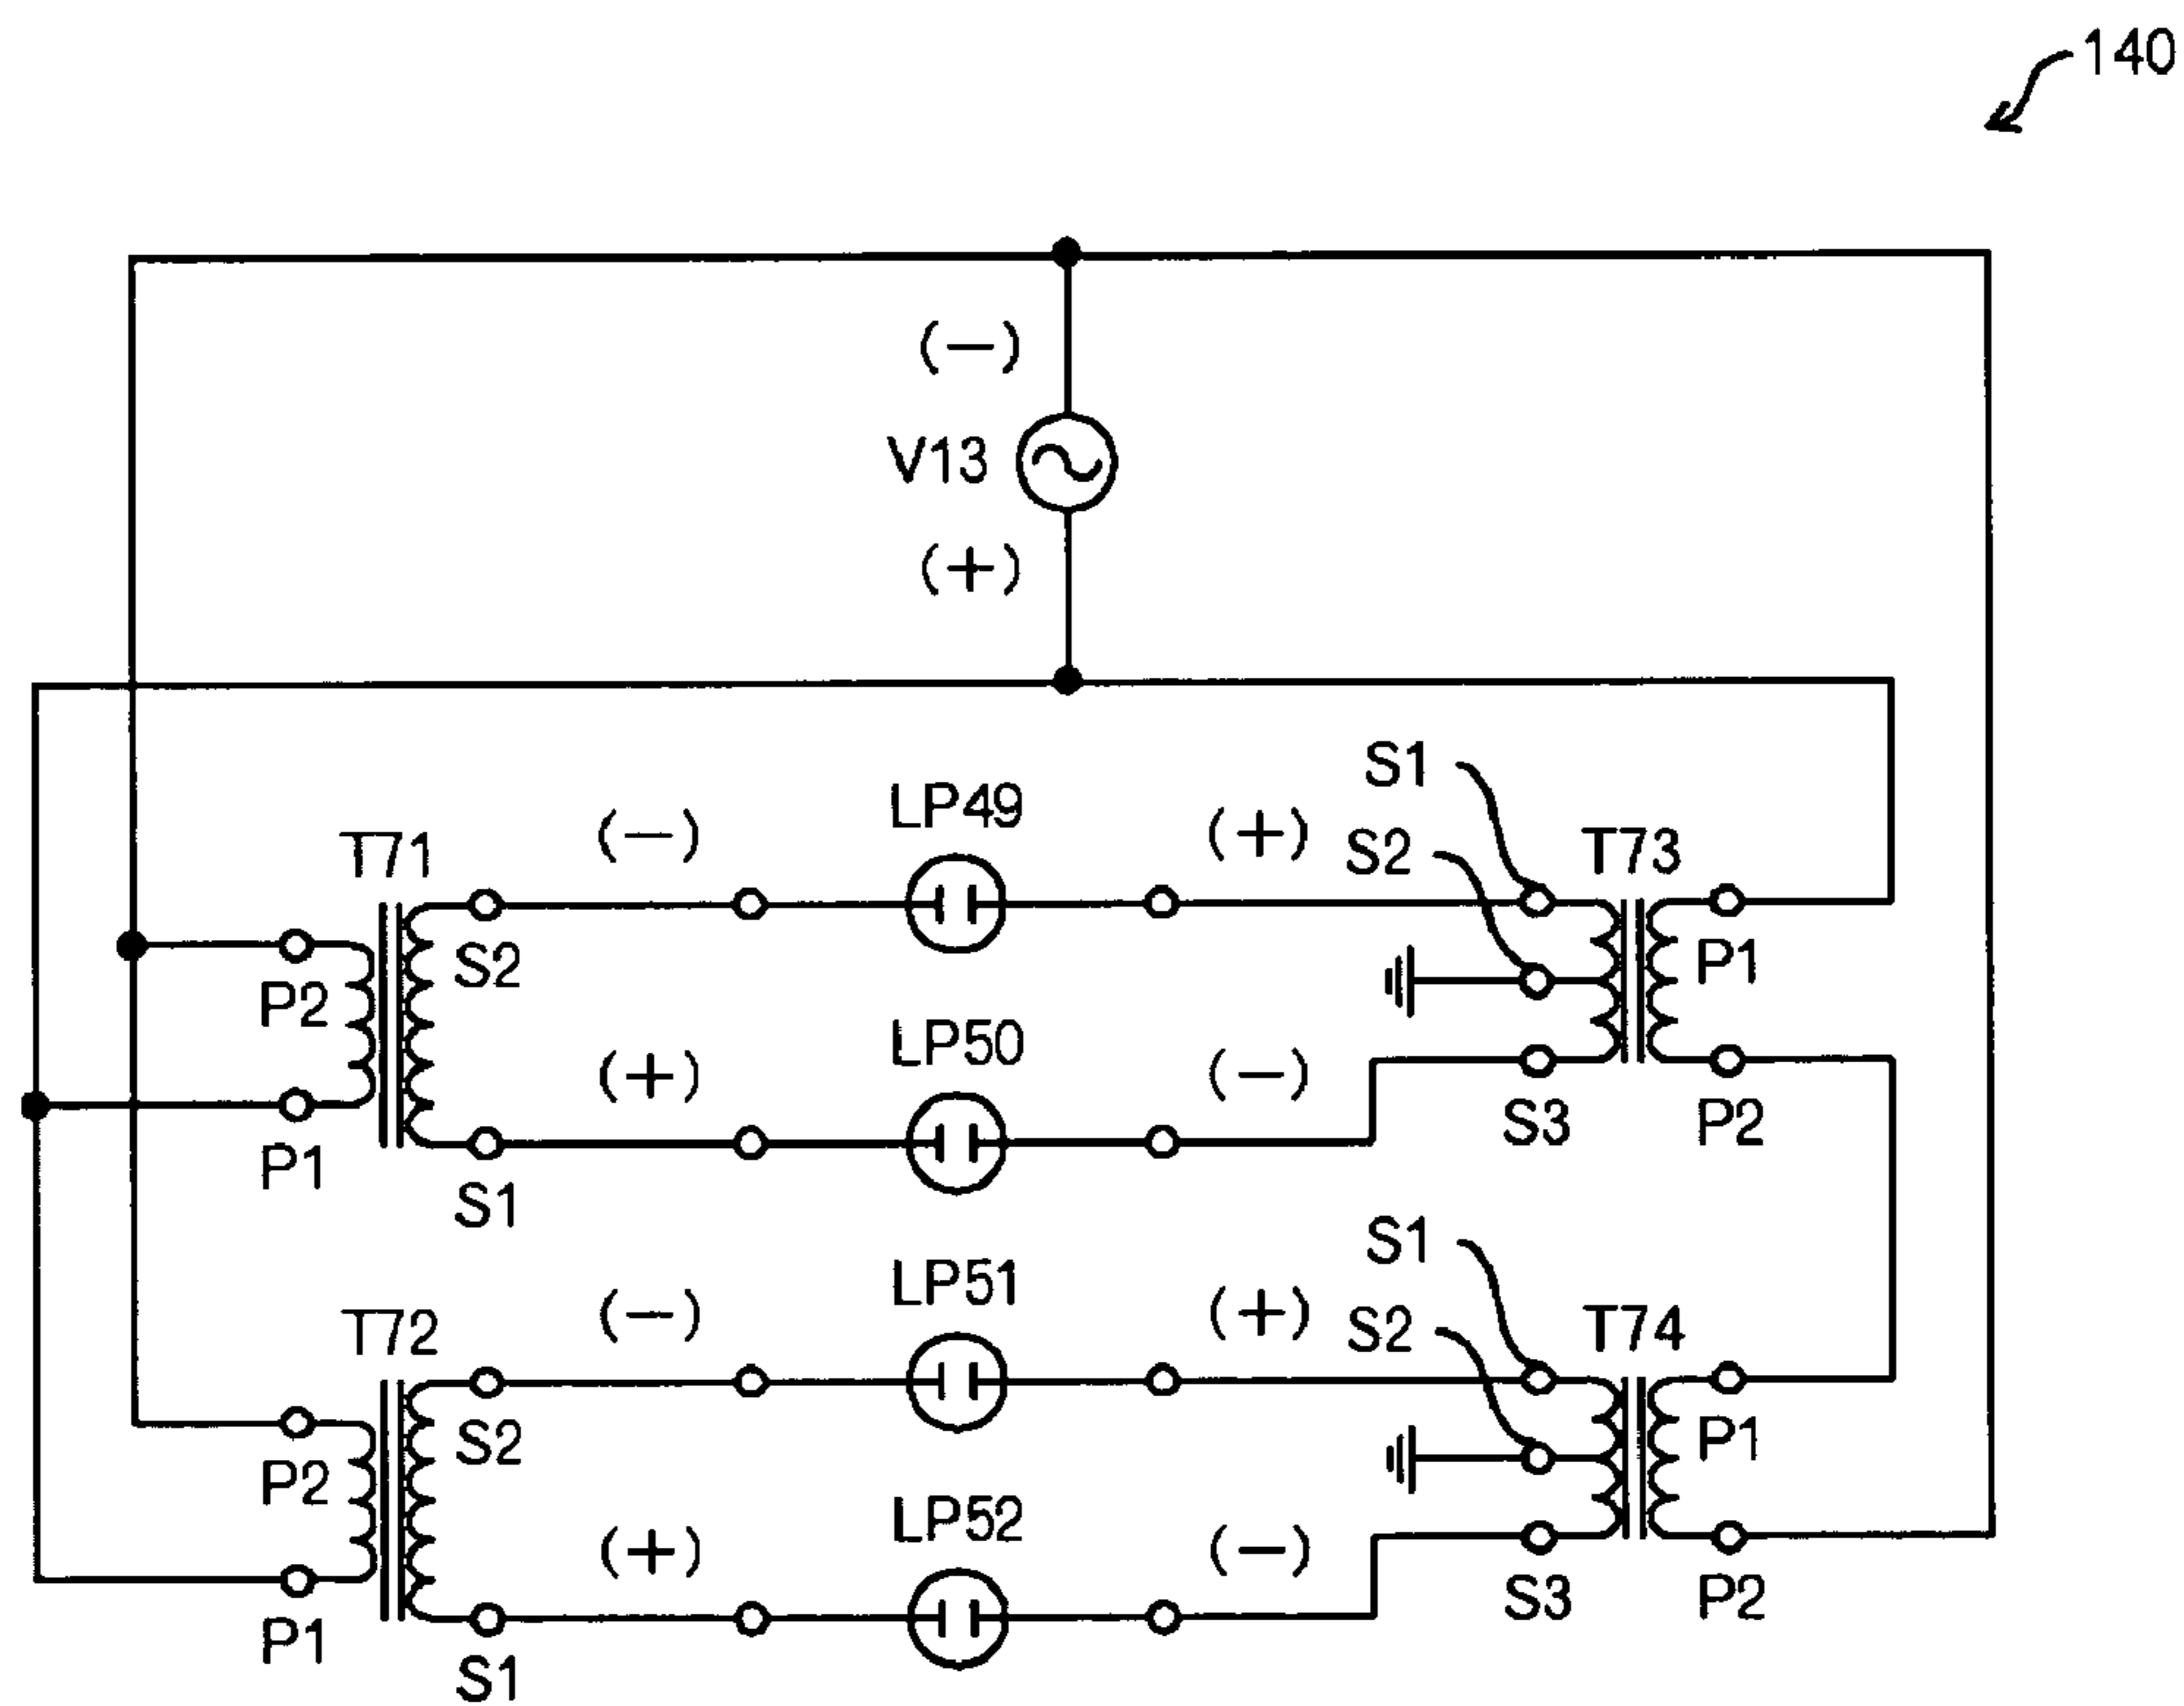 140
(−)
V13
(+)
S1
LP49
(−)
(+)
S2
T73
T71
S2
P1
P2
LP50
(+)
(−)
S3
P2
P1
S1
S1
LP51
(−)
(+)
S2
T74
T72
S2
P1
P2
LP52
(+)
(−)
S3
P2
P1
S1